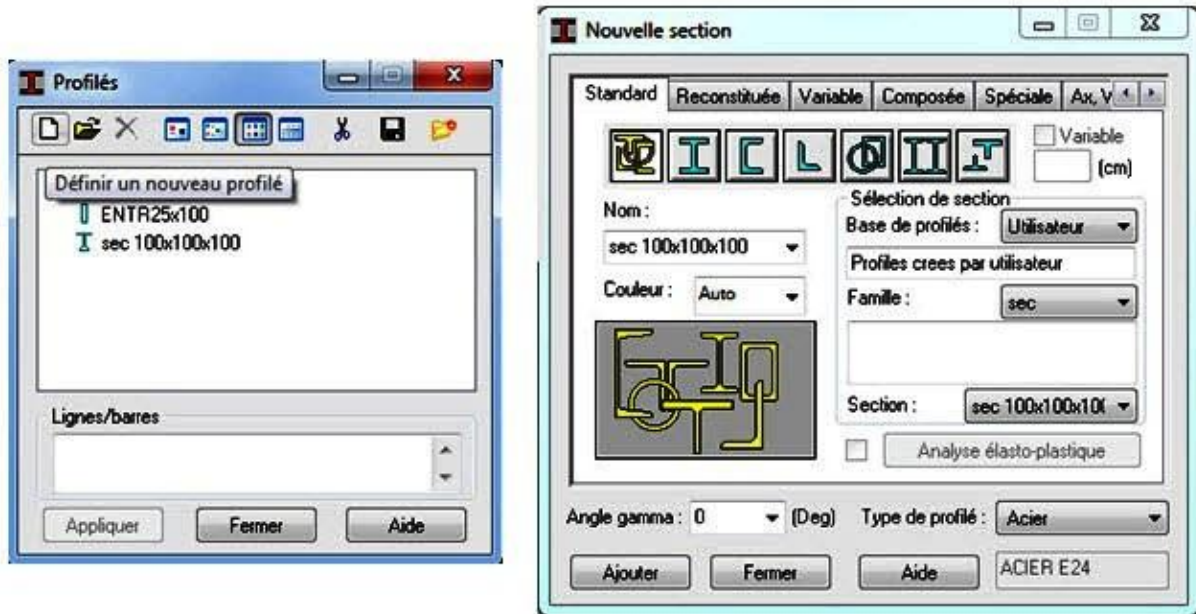 Profilés
Définir un nouveau profilé
ENTR25x100
sec 100x100x100
Lignes/barres
Appliquer
Fermer
Aide
Nouvelle section
Standard
Reconstituée
Variable
Composée
Spéciale
Ax, V
Variable
(cm)
Nom :
sec 100x100x100
Couleur :
Auto
Sélection de section
Base de profilés :
Utilisateur
Profiles crees par utilisateur
Famille :
sec
Section :
sec 100x100x10(
Analyse élasto-plastique
Angle gamma :
0
(Deg)
Type de profilé :
Acier
Ajouter
Fermer
Aide
ACIER E24